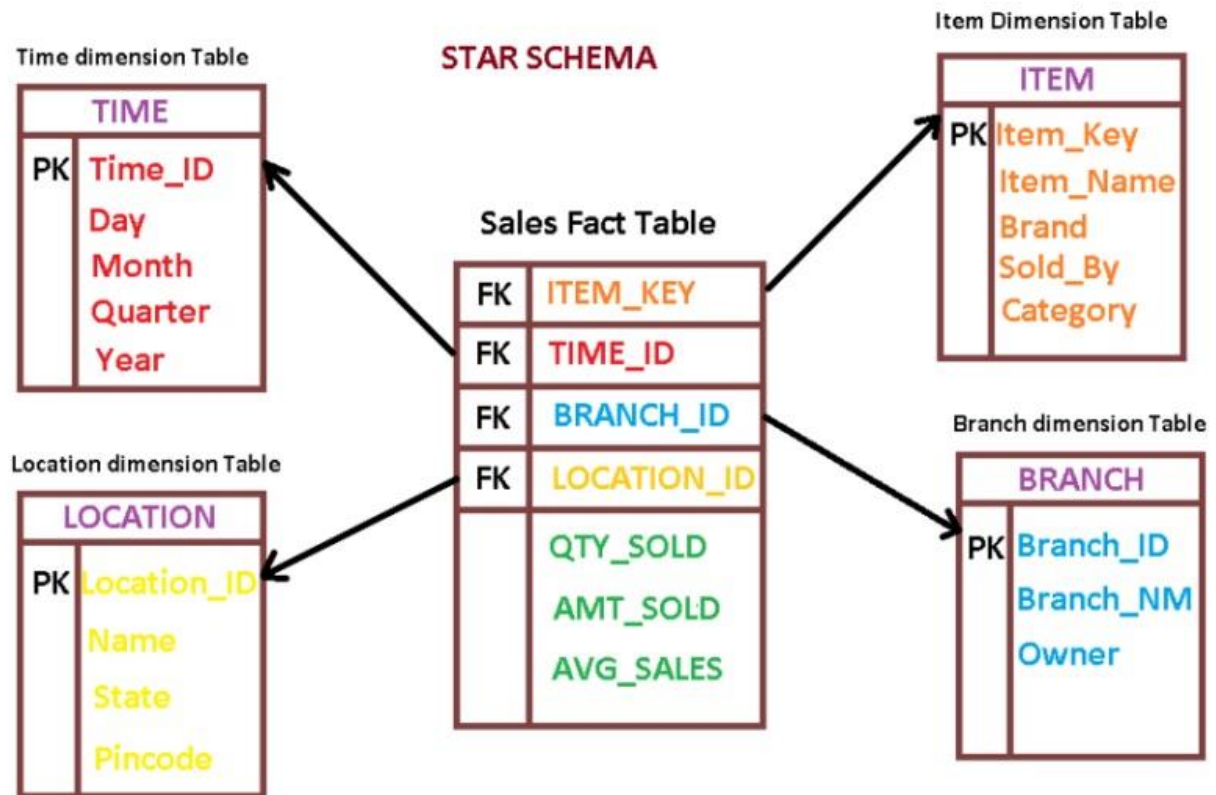 STAR SCHEMA
Time dimension Table
TIME
PK Time_ID
Day
Month
Quarter
Year
Item Dimension Table
ITEM
PK Item_Key
Item_Name
Brand
Sold_By
Category
Sales Fact Table
FK ITEM_KEY
FK TIME_ID
FK BRANCH_ID
FK LOCATION_ID
QTY_SOLD
AMT_SOLD
AVG_SALES
Location dimension Table
LOCATION
PK Location_ID
Name
State
Pincode
Branch dimension Table
BRANCH
PK Branch_ID
Branch_NM
Owner